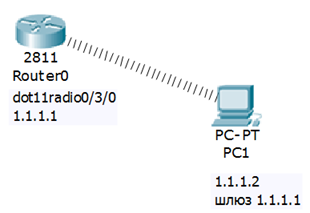 2811
Router0
dot11radio0/3/0
1.1.1.1
PC-PT
PC1
1.1.1.2
шлюз 1.1.1.1